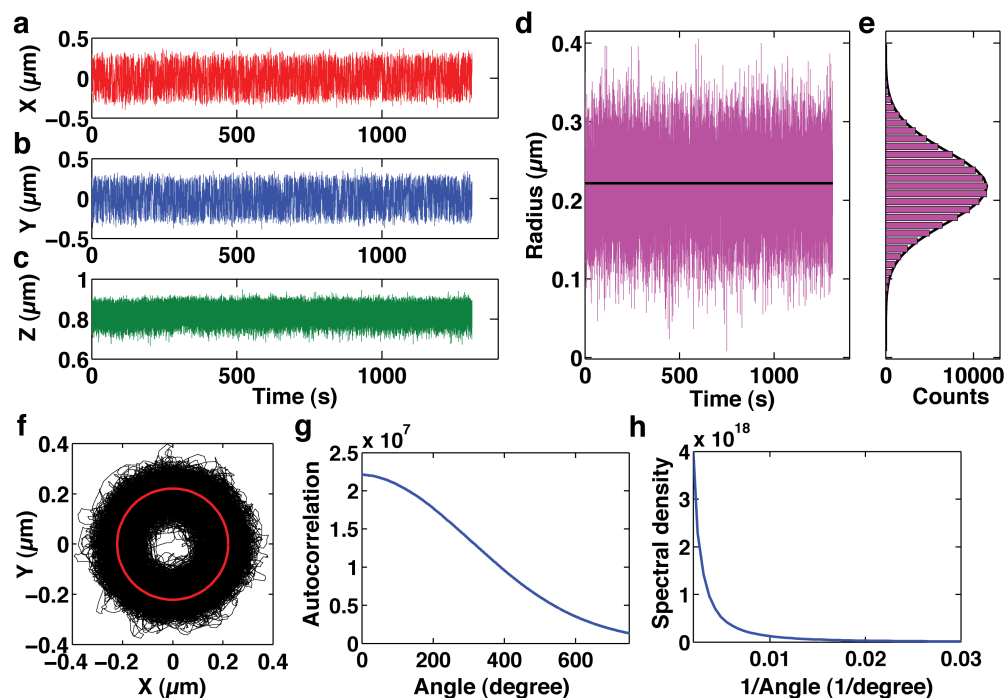 a
X (µm)
0.5
0
−0.5
0
500
1000
b
Y (µm)
0.5
0
−0.5
0
500
1000
c
Z (µm)
1
0.8
0.6
0
500
1000
Time (s)
d
Radius (µm)
0.4
0.3
0.2
0.1
0
0
500
1000
Time (s)
e
0
10000
Counts
f
Y (µm)
0.4
0.2
0
−0.2
−0.4
−0.4
−0.2
0
0.2
0.4
X (µm)
g
x 10^7
Autocorrelation
2.5
2
1.5
1
0.5
0
0
200
400
600
Angle (degree)
h
x 10^18
Spectral density
4
3
2
1
0
0.01
0.02
0.03
1/Angle (1/degree)